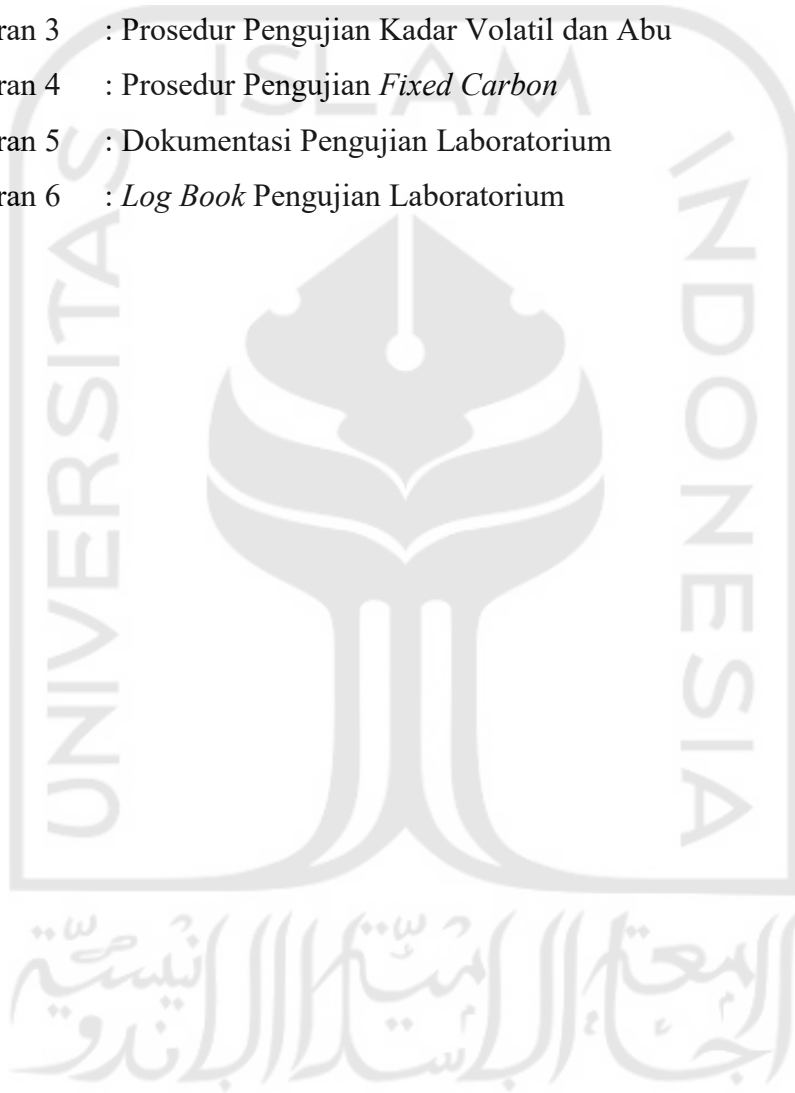 ran 3 : Prosedur Pengujian Kadar Volatil dan Abu
ran 4 : Prosedur Pengujian Fixed Carbon
ran 5 : Dokumentasi Pengujian Laboratorium
ran 6 : Log Book Pengujian Laboratorium
ISLAM
UNIVERSITAS
INDONESIA